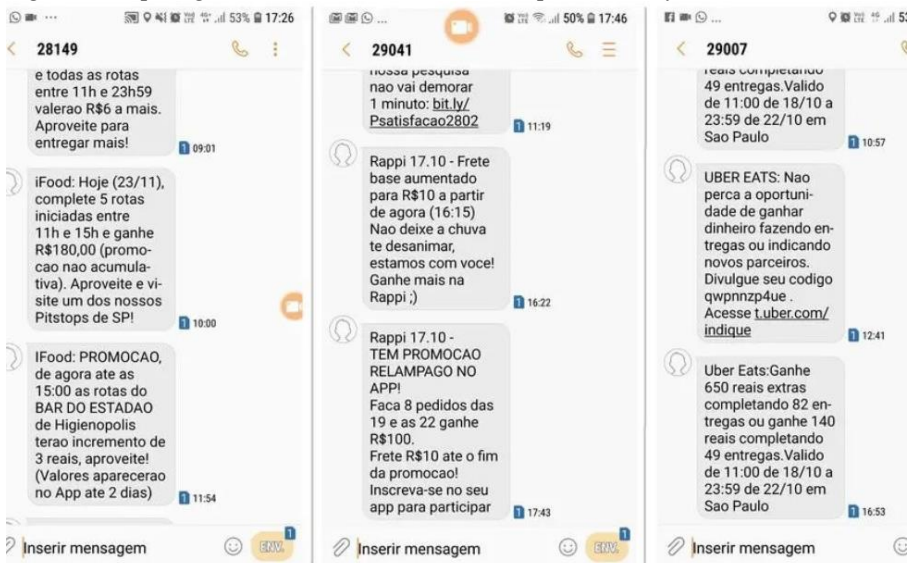 53% 17:26
28149
e todas as rotas
entre 11h e 23h59
valerao R$6 a mais.
Aproveite para
entregar mais!
1 09:01
iFood: Hoje (23/11),
complete 5 rotas
iniciadas entre
11h e 15h e ganhe
R$180,00 (promo-
cao nao acumula-
tiva). Aproveite e vi-
site um dos nossos
Pitstops de SP!
1 10:00
IFood: PROMOCAO,
de agora ate as
15:00 as rotas do
BAR DO ESTADAO
de Higienopolis
terao incremento de
3 reais, aproveite!
(Valores aparecerao
no App ate 2 dias)
1 11:54
Inserir mensagem
1
ENV.
50% 17:46
29041
nossa pesquisa
nao vai demorar
1 minuto: bit.ly/
Psatisfacao2802
1 11:19
Rappi 17.10 - Frete
base aumentado
para R$10 a partir
de agora (16:15)
Nao deixe a chuva
te desanimar,
estamos com voce!
Ganhe mais na
Rappi ;)
1 16:22
Rappi 17.10 -
TEM PROMOCAO
RELAMPAGO NO
APP!
Faca 8 pedidos das
19 e as 22 ganhe
R$100.
Frete R$10 ate o fim
da promocao!
Inscreva-se no seu
app para participar
1 17:43
Inserir mensagem
1
ENV.
29007
reais completando
49 entregas.Valido
de 11:00 de 18/10 a
23:59 de 22/10 em
Sao Paulo
1 10:57
UBER EATS: Nao
perca a oportuni-
dade de ganhar
dinheiro fazendo en-
tregas ou indicando
novos parceiros.
Divulgue seu codigo
qwpnnzp4ue .
Acesse t.uber.com/
indique
1 12:41
Uber Eats:Ganhe
650 reais extras
completando 82 en-
tregas ou ganhe 140
reais completando
49 entregas.Valido
de 11:00 de 18/10 a
23:59 de 22/10 em
Sao Paulo
1 16:53
Inserir mensagem